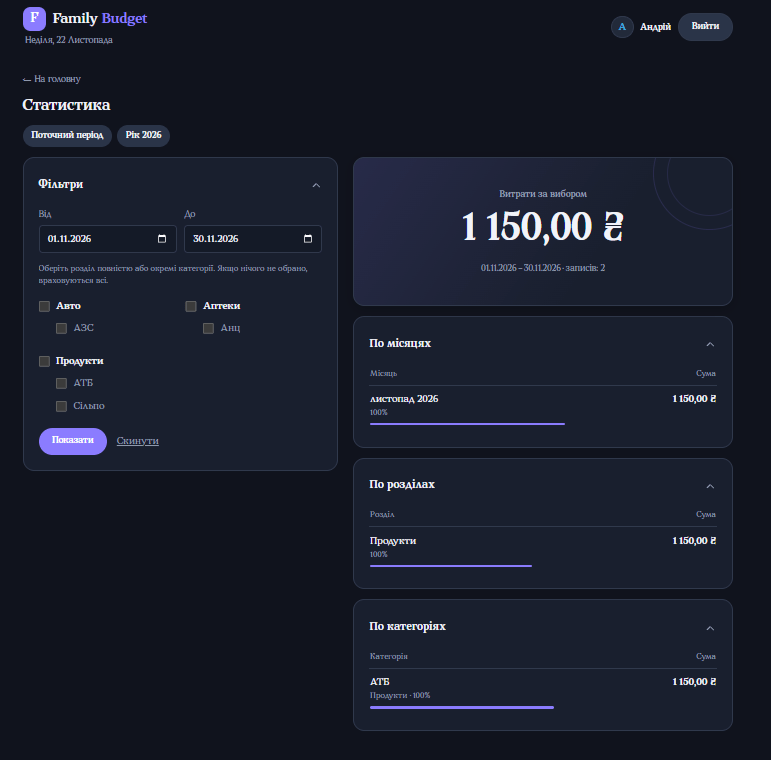 F Family Budget
Неділя, 22 Листопада
А Андрій Вийти
← На головну
Статистика
Поточний період Рік 2026
Фільтри
Від До
01.11.2026 30.11.2026
Оберіть розділ повністю або окремі категорії. Якщо нічого не обрано,
враховуються всі.
Авто Аптеки
АЗС Анц
Продукти
АТБ
Сільпо
Показати Скинути
Витрати за вибором
1 150,00 ₴
01.11.2026 – 30.11.2026 · записів: 2
По місяцях
Місяць Сума
листопад 2026 1 150,00 ₴
100%
По розділах
Розділ Сума
Продукти 1 150,00 ₴
100%
По категоріях
Категорія Сума
АТБ 1 150,00 ₴
Продукти · 100%